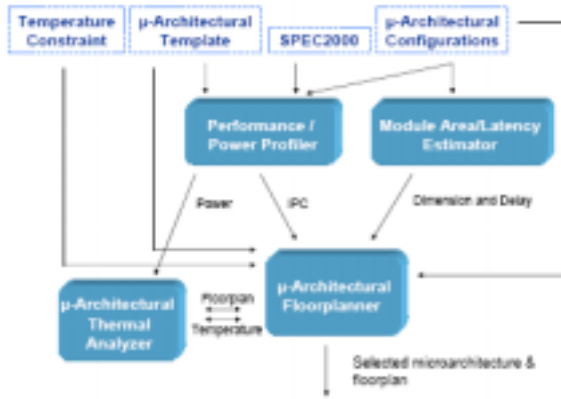 Temperature
Constraint
μ-Architectural
Template
SPEC2000
μ-Architectural
Configurations
Performance /
Power Profiler
Module Area/Latency
Estimator
Power
IPC
Dimension and Delay
μ-Architectural
Floorplanner
μ-Architectural
Thermal
Analyzer
Floorplan
Temperature
Selected microarchitecture &
floorplan